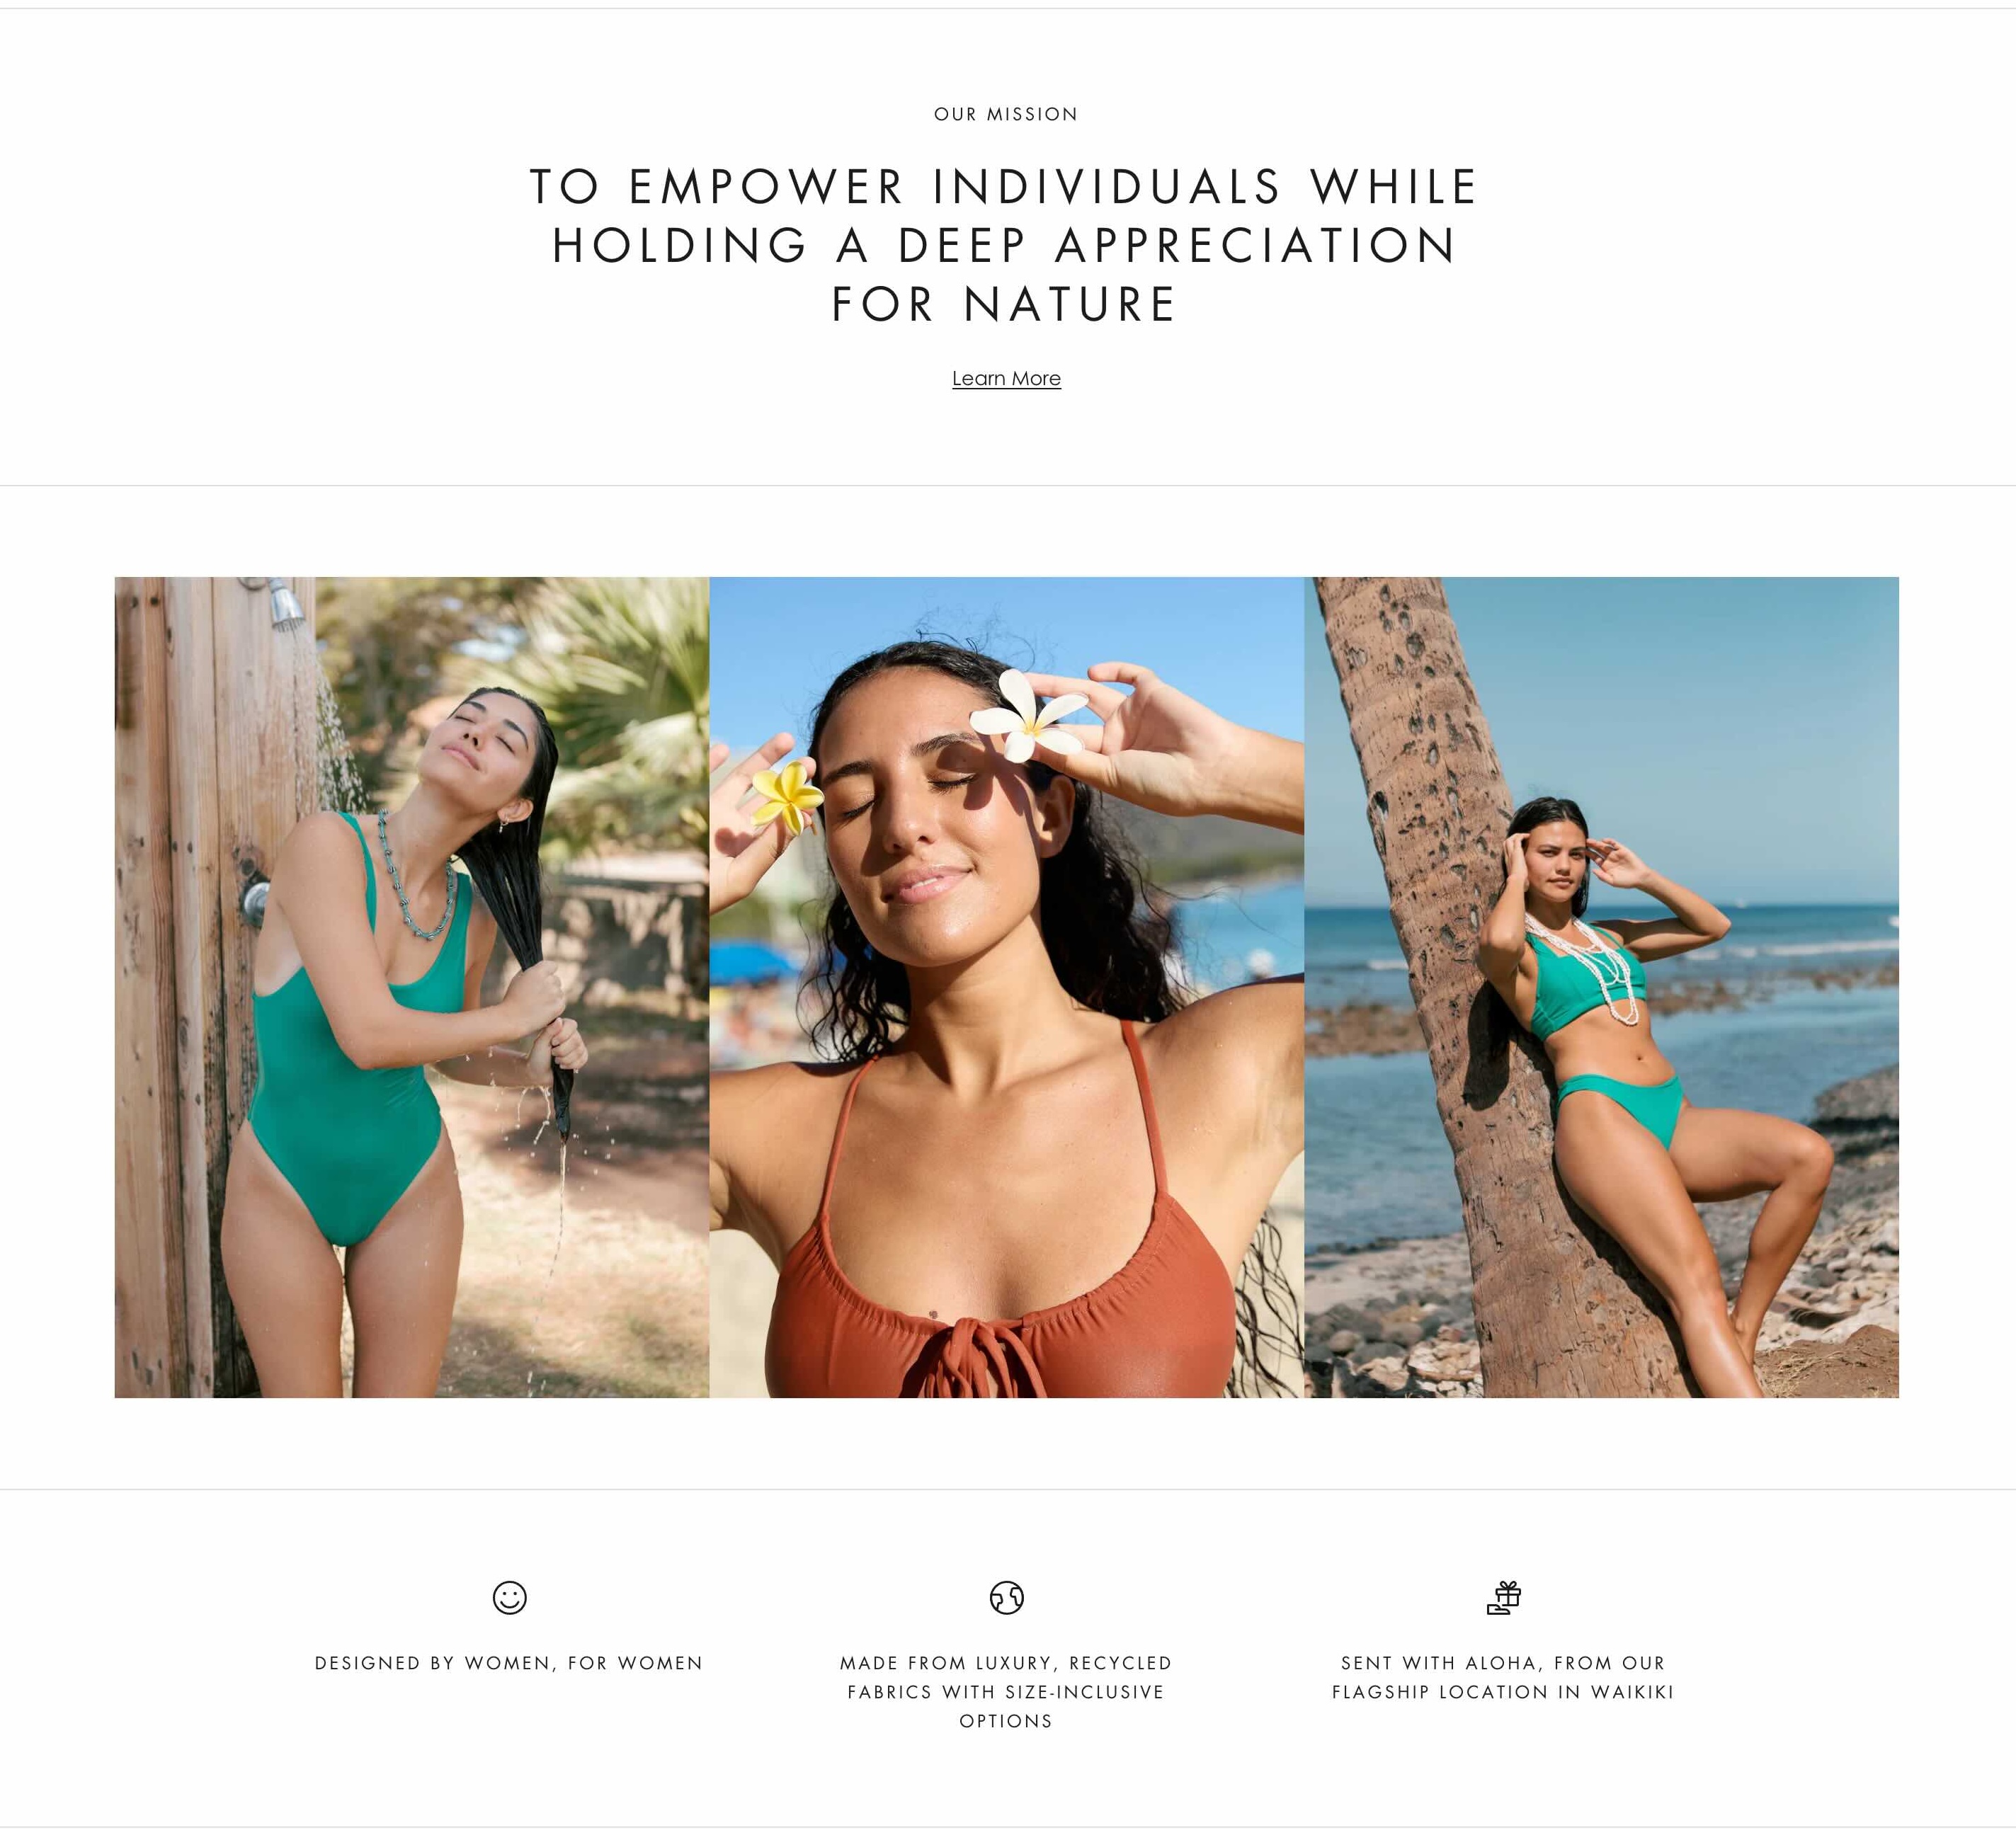 OUR MISSION
TO EMPOWER INDIVIDUALS WHILE
HOLDING A DEEP APPRECIATION
FOR NATURE
Learn More
DESIGNED BY WOMEN, FOR WOMEN
MADE FROM LUXURY, RECYCLED
FABRICS WITH SIZE-INCLUSIVE
OPTIONS
SENT WITH ALOHA, FROM OUR
FLAGSHIP LOCATION IN WAIKIKI